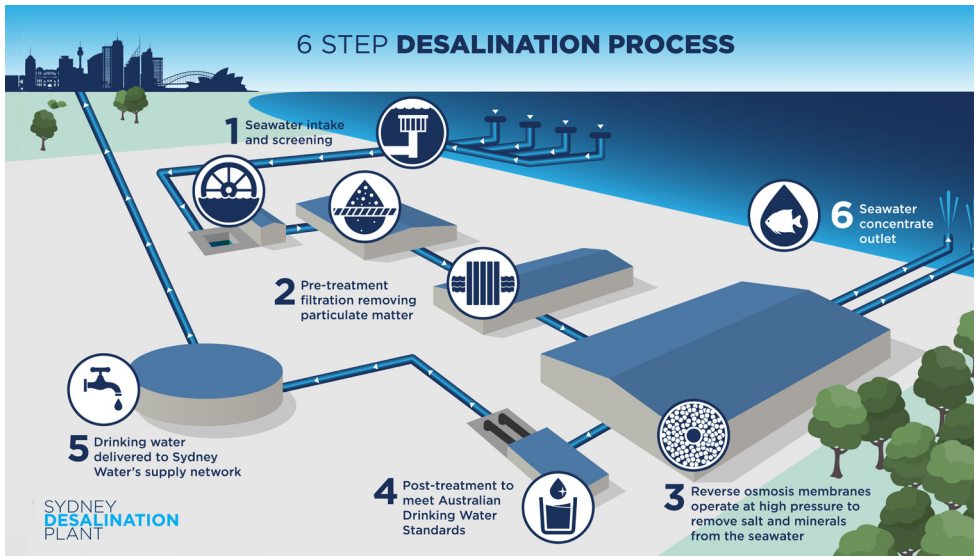 6 STEP DESALINATION PROCESS
1 Seawater intake
and screening
2 Pre-treatment
filtration removing
particulate matter
3 Reverse osmosis membranes
operate at high pressure to
remove salt and minerals
from the seawater
4 Post-treatment to
meet Australian
Drinking Water
Standards
5 Drinking water
delivered to Sydney
Water's supply network
6 Seawater
concentrate
outlet
SYDNEY
DESALINATION
PLANT